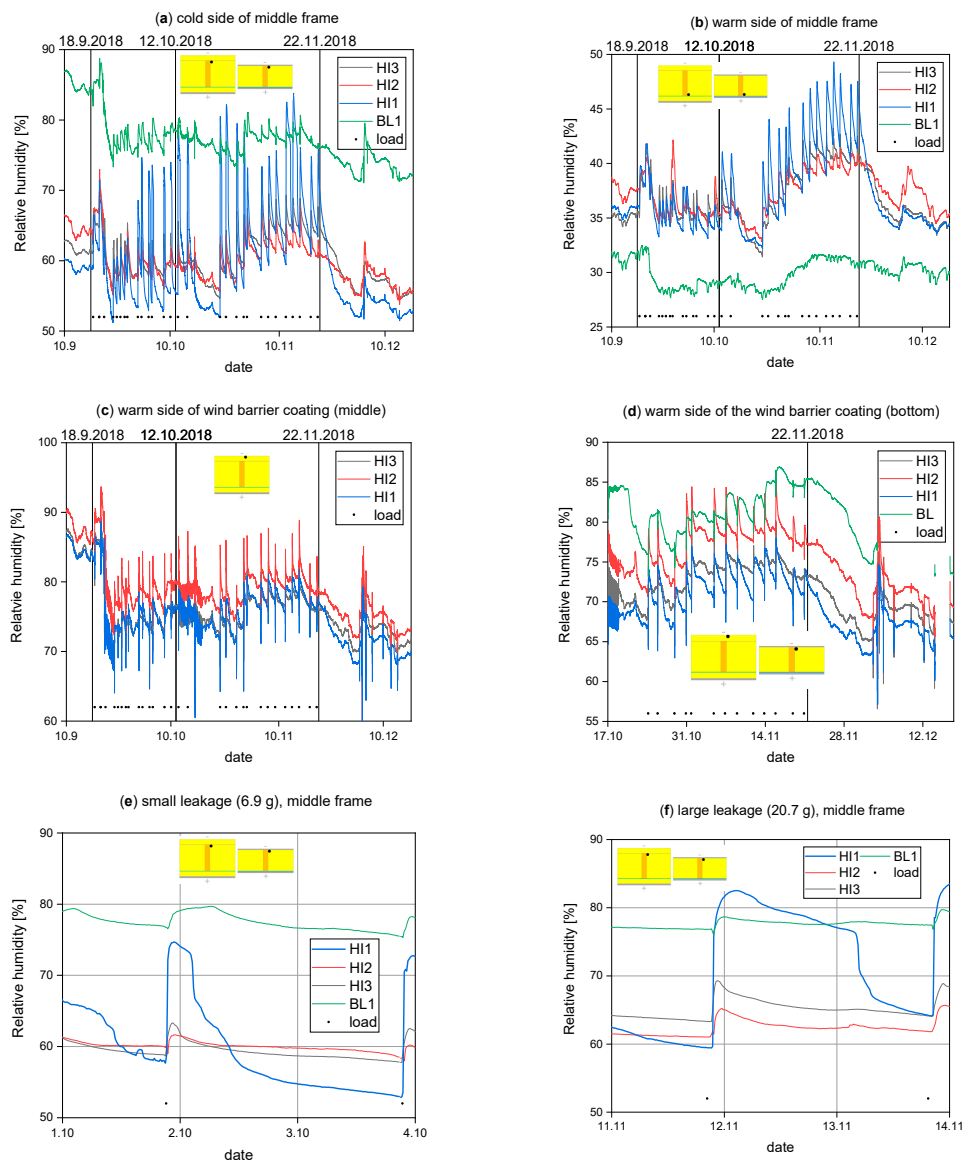 (a) cold side of middle frame
18.9.2018 12.10.2018 22.11.2018
90
80
70
60
50
Relative humidity [%]
HI3
HI2
HI1
BL1
load
10.9 10.10 10.11 10.12
date
(b) warm side of middle frame
18.9.2018 12.10.2018 22.11.2018
50
45
40
35
30
25
Relative humidity [%]
HI3
HI2
HI1
BL1
load
10.9 10.10 10.11 10.12
date
(c) warm side of wind barrier coating (middle)
18.9.2018 12.10.2018 22.11.2018
100
90
80
70
60
Relative humidity [%]
HI3
HI2
HI1
load
10.9 10.10 10.11 10.12
date
(d) warm side of the wind barrier coating (bottom)
22.11.2018
90
85
80
75
70
65
60
55
Relative humidity [%]
HI3
HI2
HI1
BL
load
17.10 31.10 14.11 28.11 12.12
date
(e) small leakage (6.9 g), middle frame
90
80
70
60
50
Relative humidity [%]
HI1
HI2
HI3
BL1
load
1.10 2.10 3.10 4.10
date
(f) large leakage (20.7 g), middle frame
90
80
70
60
50
Relative humidity [%]
HI1 BL1
HI2 load
HI3
11.11 12.11 13.11 14.11
date